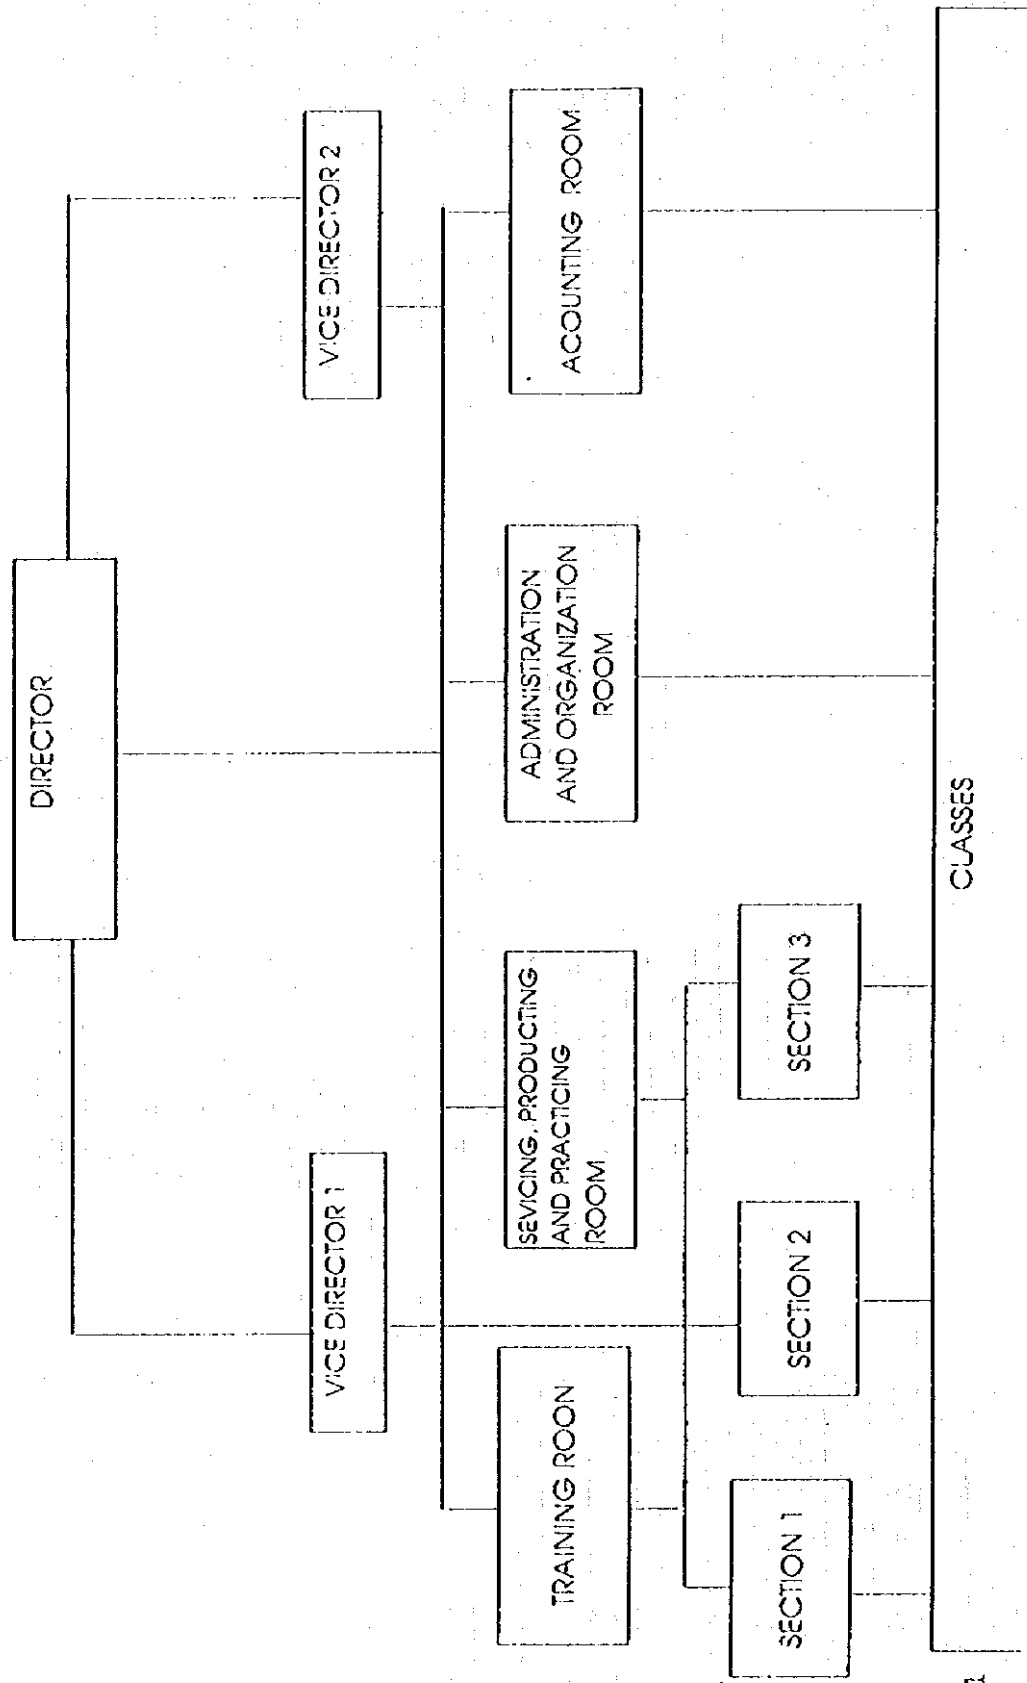 DIRECTOR
VICE DIRECTOR 1
VICE DIRECTOR 2
TRAINING ROON
SEVICING, PRODUCTING
AND PRACTICING
ROOM
ADMINISTRATION
AND ORGANIZATION
ROOM
ACOUNTING ROOM
SECTION 1
SECTION 2
SECTION 3
CLASSES